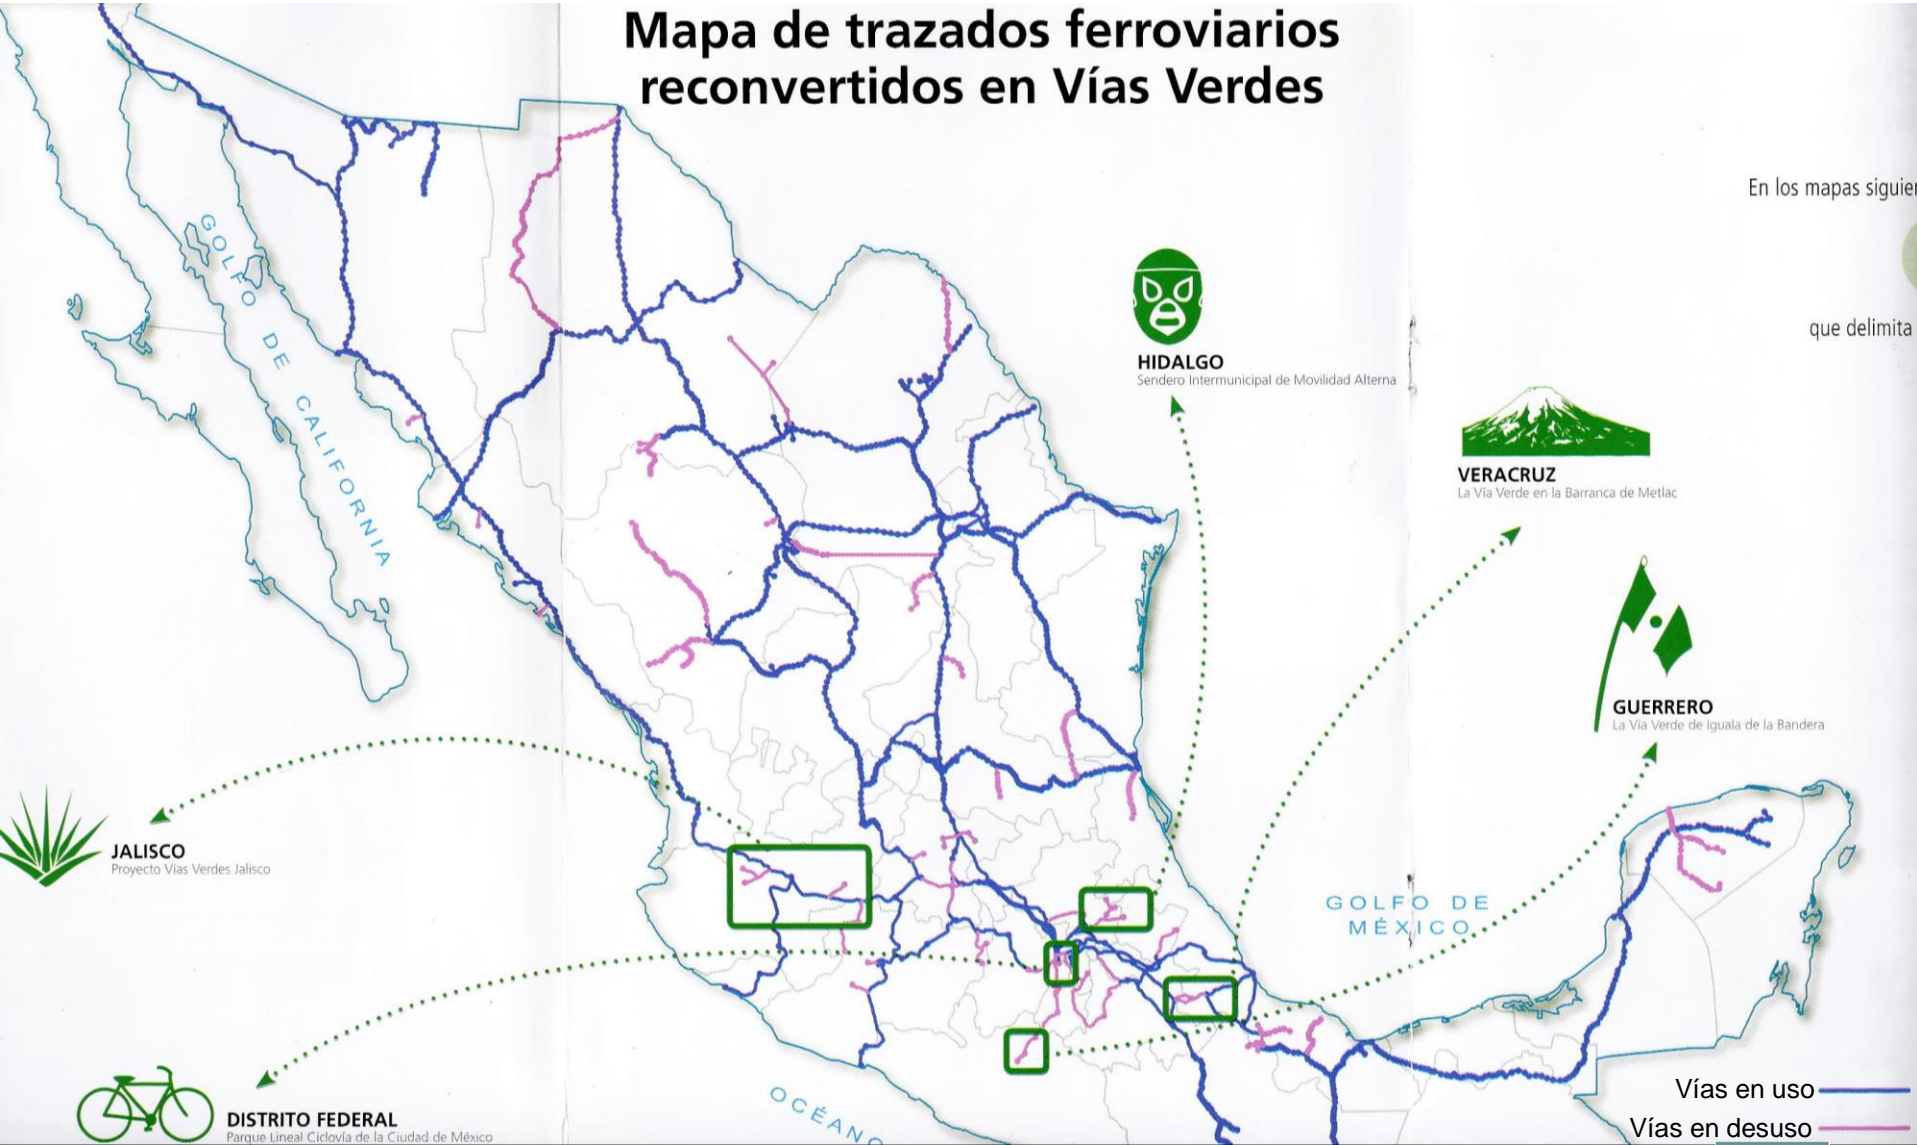 Mapa de trazados ferroviarios
reconvertidos en Vías Verdes
En los mapas siguien
que delimita
GOLFO DE CALIFORNIA
HIDALGO
Sendero Intermunicipal de Movilidad Alterna
VERACRUZ
La Vía Verde en la Barranca de Metlac
GUERRERO
La Vía Verde de Iguala de la Bandera
JALISCO
Proyecto Vías Verdes Jalisco
GOLFO DE
MÉXICO
OCÉANO
DISTRITO FEDERAL
Parque Lineal Ciclovía de la Ciudad de México
Vías en uso
Vías en desuso